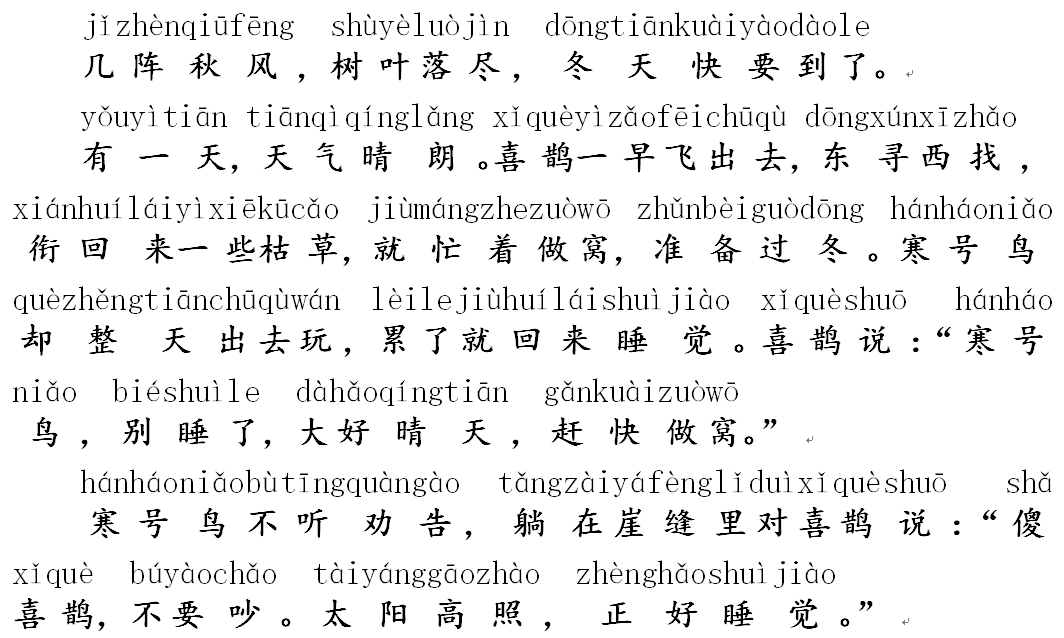 jǐzhènqiūfēng shùyèluòjìn dōngtiānkuàiyàodàole
几阵秋风，树叶落尽，冬天快要到了。
yǒuyìtiān tiānqìqínglǎng xǐquèyìzǎofēichūqù dōngxúnxīzhǎo
有一天，天气晴朗。喜鹊一早飞出去，东寻西找，
xiánhuíláiyìxiēkūcǎo jiùmángzhezuòwō zhǔnbèiguòdōng hánháoniǎo
衔回来一些枯草，就忙着做窝，准备过冬。寒号鸟
quèzhěngtiānchūqùwán lèilejiùhuíláishuìjiào xǐquèshuō hánháo
却整天出去玩，累了就回来睡觉。喜鹊说：“寒号
niǎo biéshuìle dàhǎoqíngtiān gǎnkuàizuòwō
鸟，别睡了，大好晴天，赶快做窝。”
hánháoniǎobùtīngquàngào tǎngzàiyáfènglǐduìxǐquèshuō shǎ
寒号鸟不听劝告，躺在崖缝里对喜鹊说：“傻
xǐquè búyàochǎo tàiyánggāozhào zhènghǎoshuìjiào
喜鹊，不要吵。太阳高照，正好睡觉。”